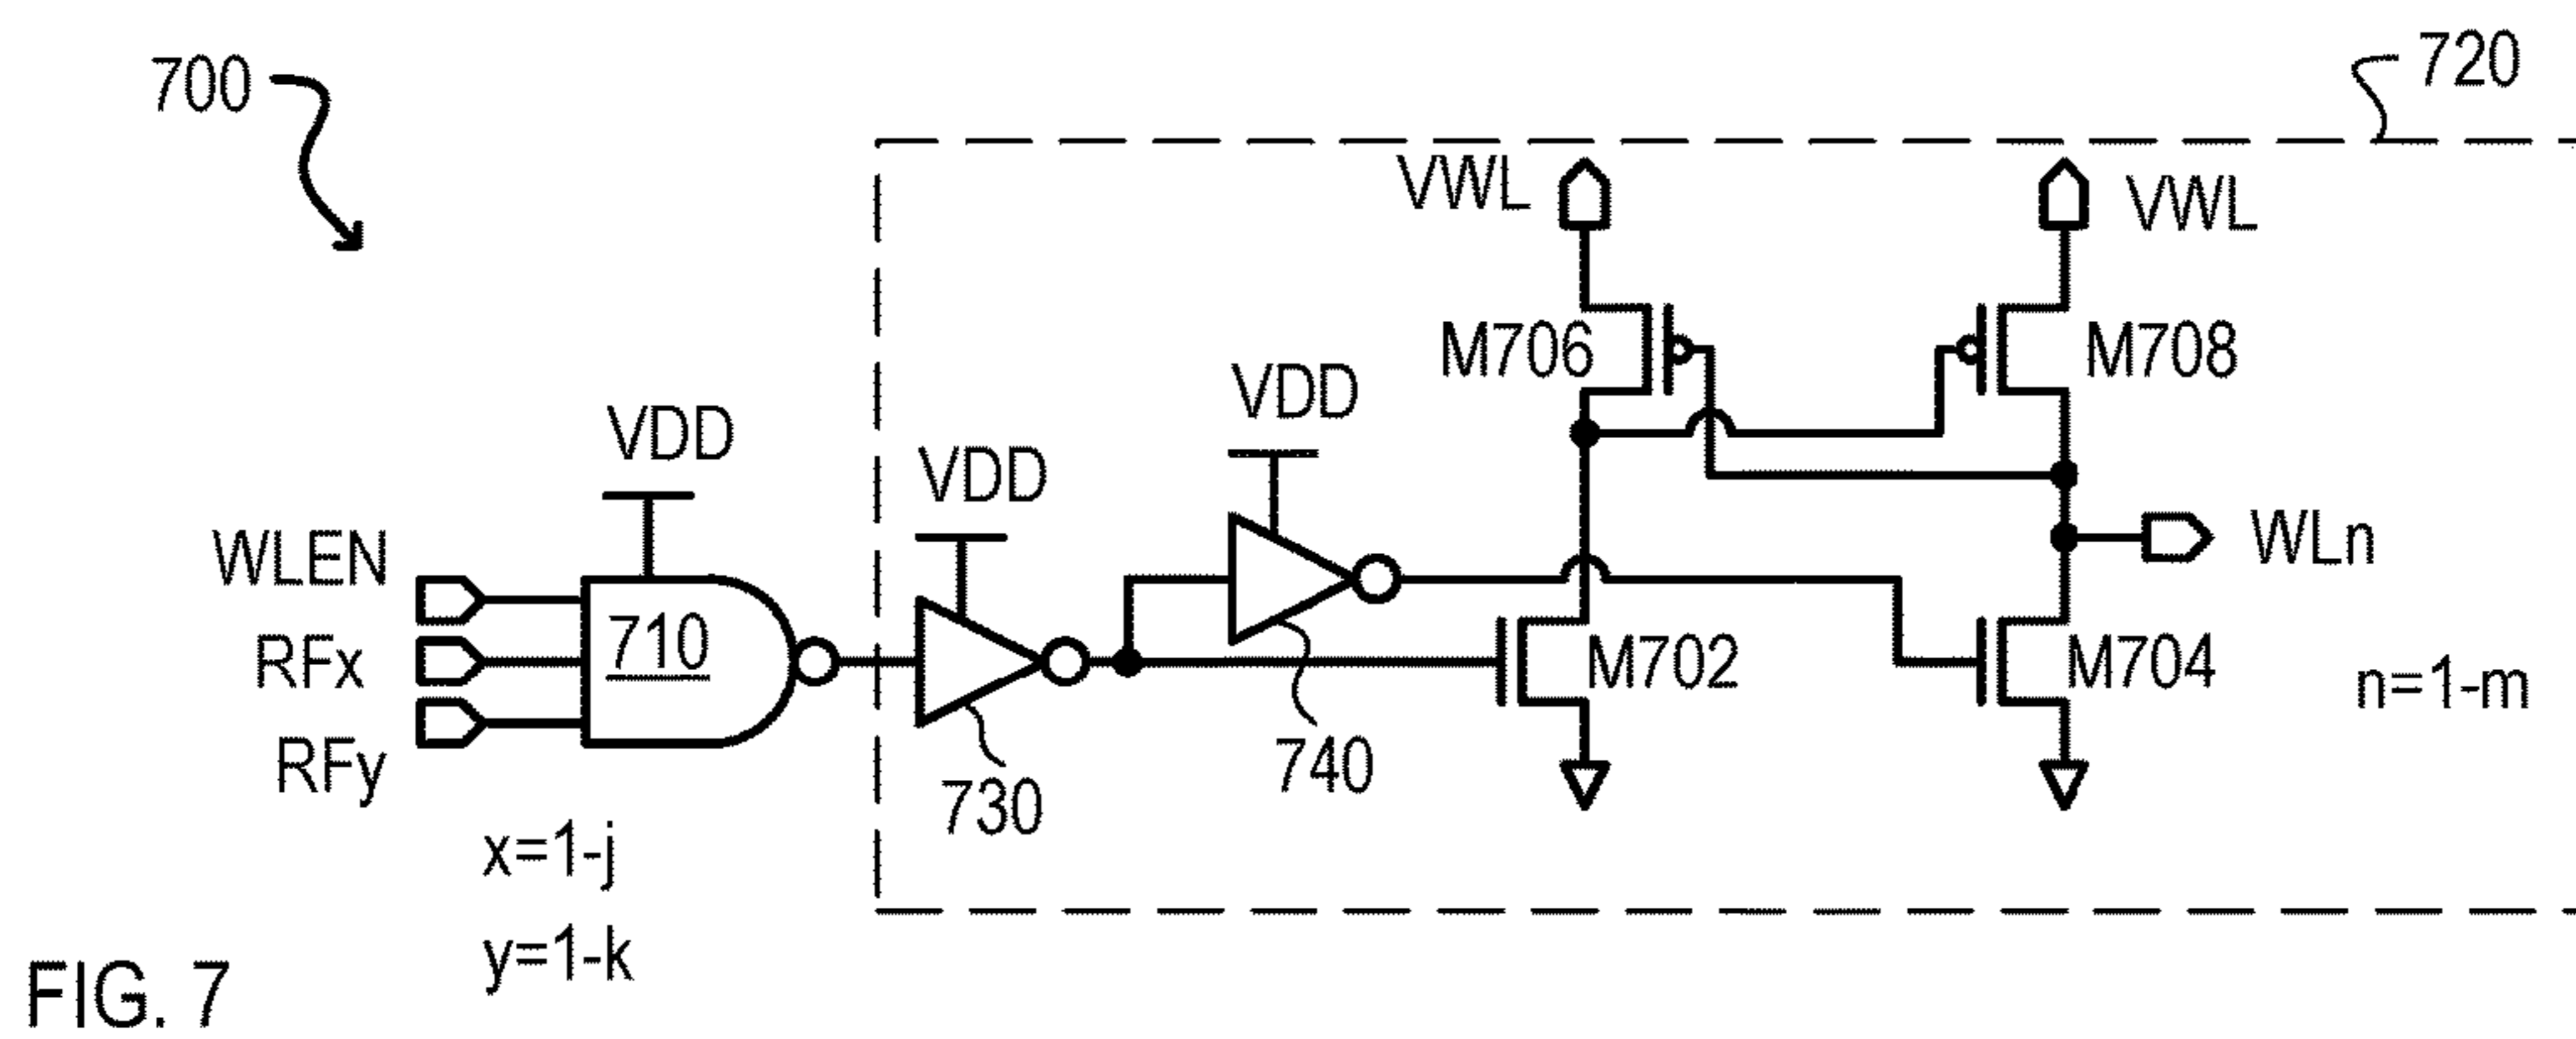 700
720
VWL
VWL
M706
M708
VDD
VDD
VDD
WLEN
710
WLn
RFx
M702
M704
n=1-m
RFy
740
730
x=1-j
y=1-k
FIG. 7